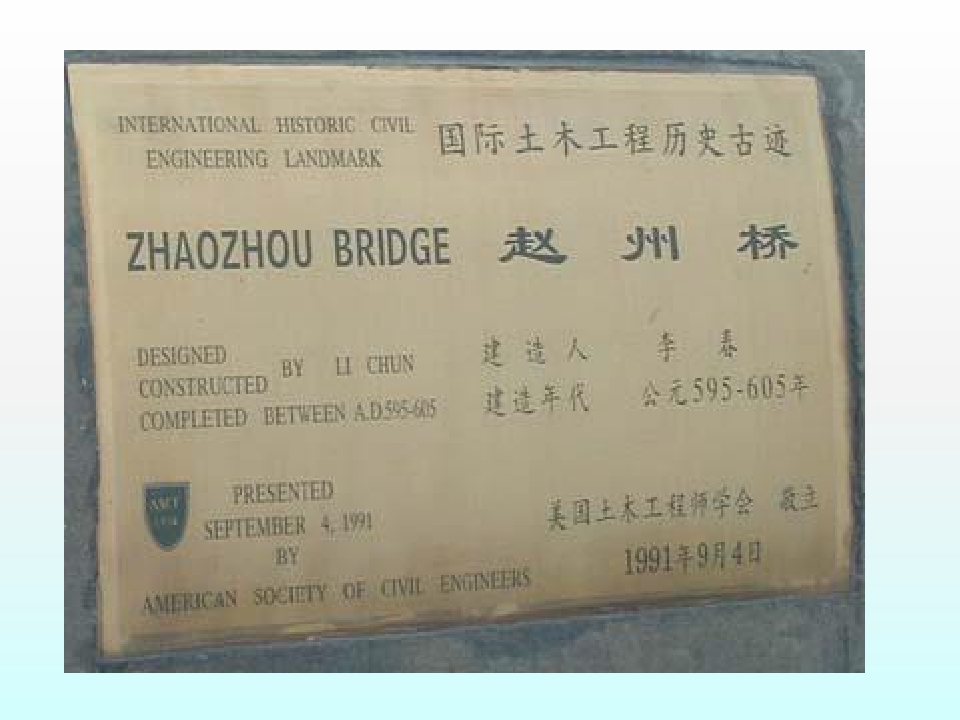 INTERNATIONAL HISTORIC CIVIL
ENGINEERING LANDMARK
国际土木工程历史古迹
ZHAOZHOU BRIDGE 赵州桥
DESIGNED
CONSTRUCTED
BY LI CHUN
COMPLETED BETWEEN A.D.595-605
建造人 李春
建造年代 公元595-605年
ASCE
PRESENTED
SEPTEMBER 4, 1991
BY
AMERICAN SOCIETY OF CIVIL ENGINEERS
美国土木工程师学会 敬主
1991年9月4日